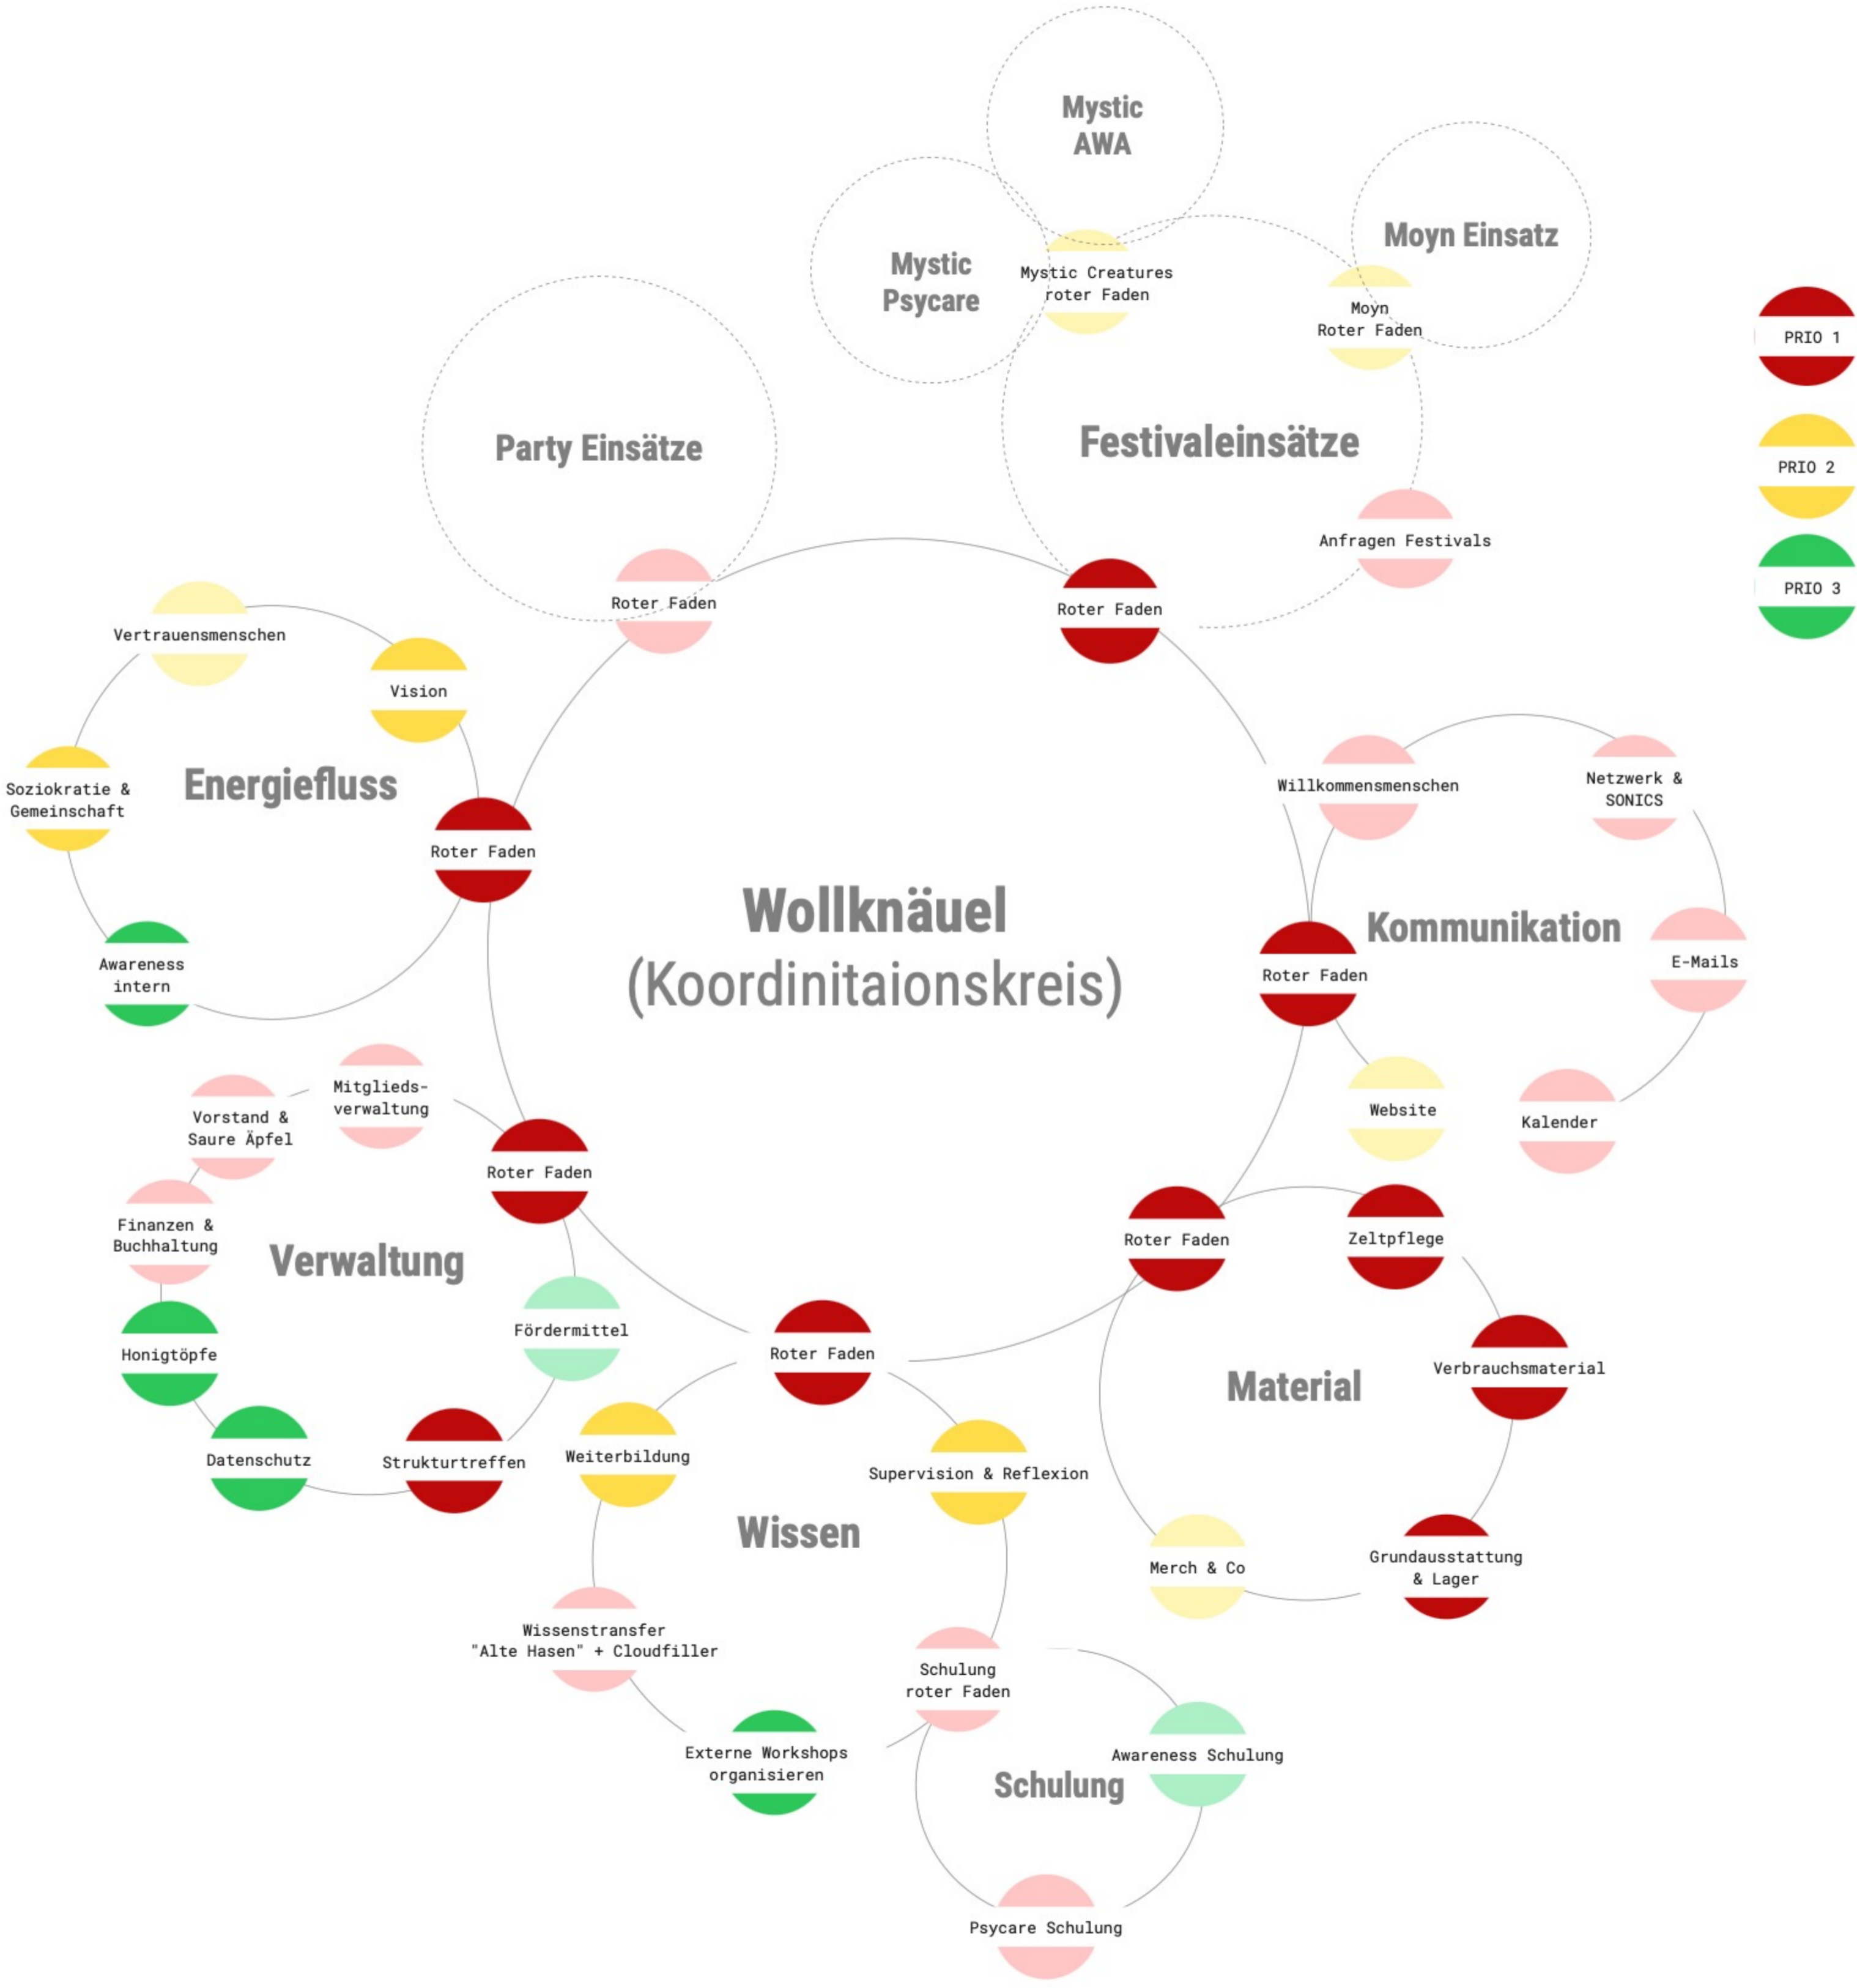 Mystic
AWA
Mystic
Psycare
Moyn Einsatz
Mystic Creatures
roter Faden
Moyn
Roter Faden
PRIO 1
PRIO 2
PRIO 3
Party Einsätze
Festivaleinsätze
Anfragen Festivals
Roter Faden
Roter Faden
Vertrauensmenschen
Vision
Soziokratie &
Gemeinschaft
Energiefluss
Roter Faden
Awareness
intern
Wollknäuel
(Koordinitaionskreis)
Willkommensmenschen
Netzwerk &
SONICS
Kommunikation
E-Mails
Roter Faden
Website
Kalender
Mitglieds-
verwaltung
Vorstand &
Saure Äpfel
Roter Faden
Finanzen &
Buchhaltung
Verwaltung
Fördermittel
Honigtöpfe
Datenschutz
Strukturtreffen
Roter Faden
Zeltpflege
Material
Verbrauchsmaterial
Merch & Co
Grundausstattung
& Lager
Roter Faden
Weiterbildung
Supervision & Reflexion
Wissen
Wissenstransfer
"Alte Hasen" + Cloudfiller
Schulung
roter Faden
Externe Workshops
organisieren
Awareness Schulung
Schulung
Psycare Schulung